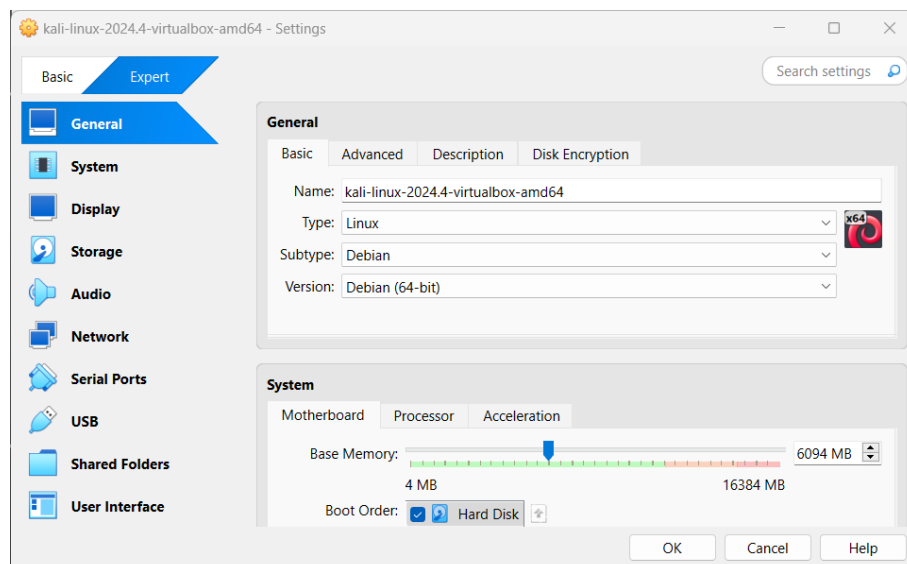 kali-linux-2024.4-virtualbox-amd64 - Settings
Basic Expert
Search settings
General
System
Display
Storage
Audio
Network
Serial Ports
USB
Shared Folders
User Interface
General
Basic Advanced Description Disk Encryption
Name: kali-linux-2024.4-virtualbox-amd64
Type: Linux
x64
Subtype: Debian
Version: Debian (64-bit)
System
Motherboard Processor Acceleration
Base Memory: 6094 MB
4 MB 16384 MB
Boot Order: Hard Disk
OK Cancel Help